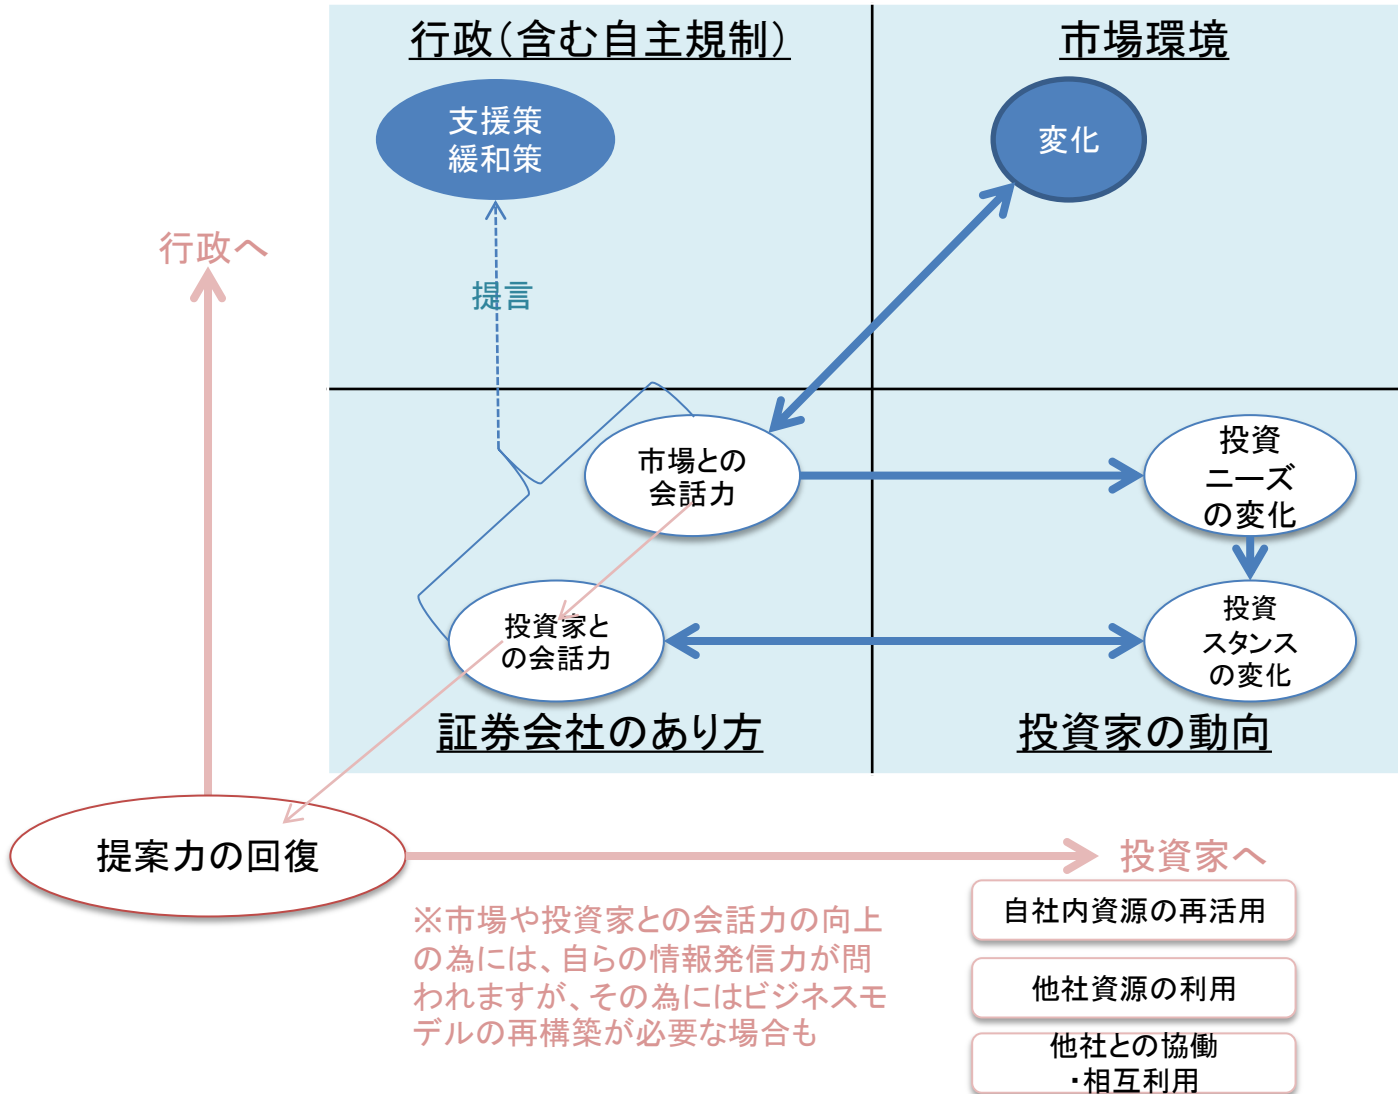 行政（含む自主規制）
市場環境
支援策
緩和策
変化
行政へ
提言
市場との
会話力
投資
ニーズ
の変化
投資家と
の会話力
投資
スタンス
の変化
証券会社のあり方
投資家の動向
提案力の回復
投資家へ
自社内資源の再活用
※市場や投資家との会話力の向上
の為には、自らの情報発信力が問
われますが、その為にはビジネスモ
デルの再構築が必要な場合も
他社資源の利用
他社との協働
・相互利用